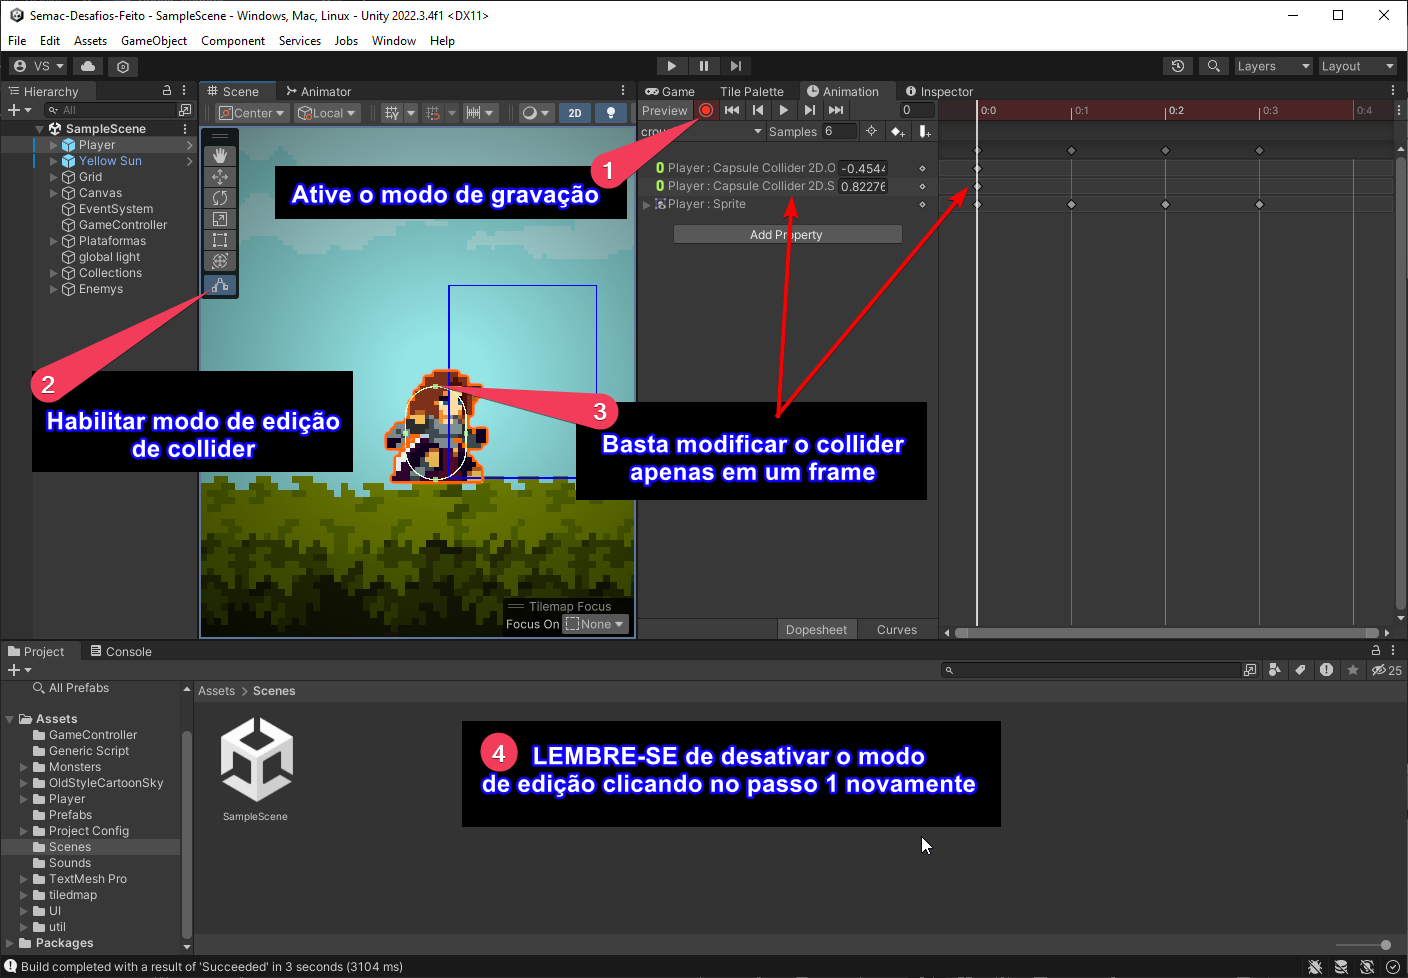 Semac-Desafios-Feito - SampleScene - Windows, Mac, Linux - Unity 2022.3.4f1 <DX11>
File Edit Assets GameObject Component Services Jobs Window Help
VS Layers Layout
Hierarchy
All
SampleScene
Player
Yellow Sun
Grid
Canvas
EventSystem
GameController
Plataformas
global light
Collections
Enemys
Scene Animator
Center Local 2D
1
Ative o modo de gravação
2
Habilitar modo de edição
de collider
3
Basta modificar o collider
apenas em um frame
Tilemap Focus
Focus On None
Game Tile Palette Animation Inspector
Preview 0 0:0 0:1 0:2 0:3 0:4
crou Samples 6
Player : Capsule Collider 2D.O -0.4544
Player : Capsule Collider 2D.S 0.82276
Player : Sprite
Add Property
Dopesheet Curves
Project Console
25
All Prefabs
Assets
GameController
Generic Script
Monsters
OldStyleCartoonSky
Player
Prefabs
Project Config
Scenes
Sounds
TextMesh Pro
tiledmap
UI
util
Packages
Assets > Scenes
SampleScene
4 LEMBRE-SE de desativar o modo
de edição clicando no passo 1 novamente
Build completed with a result of 'Succeeded' in 3 seconds (3104 ms)